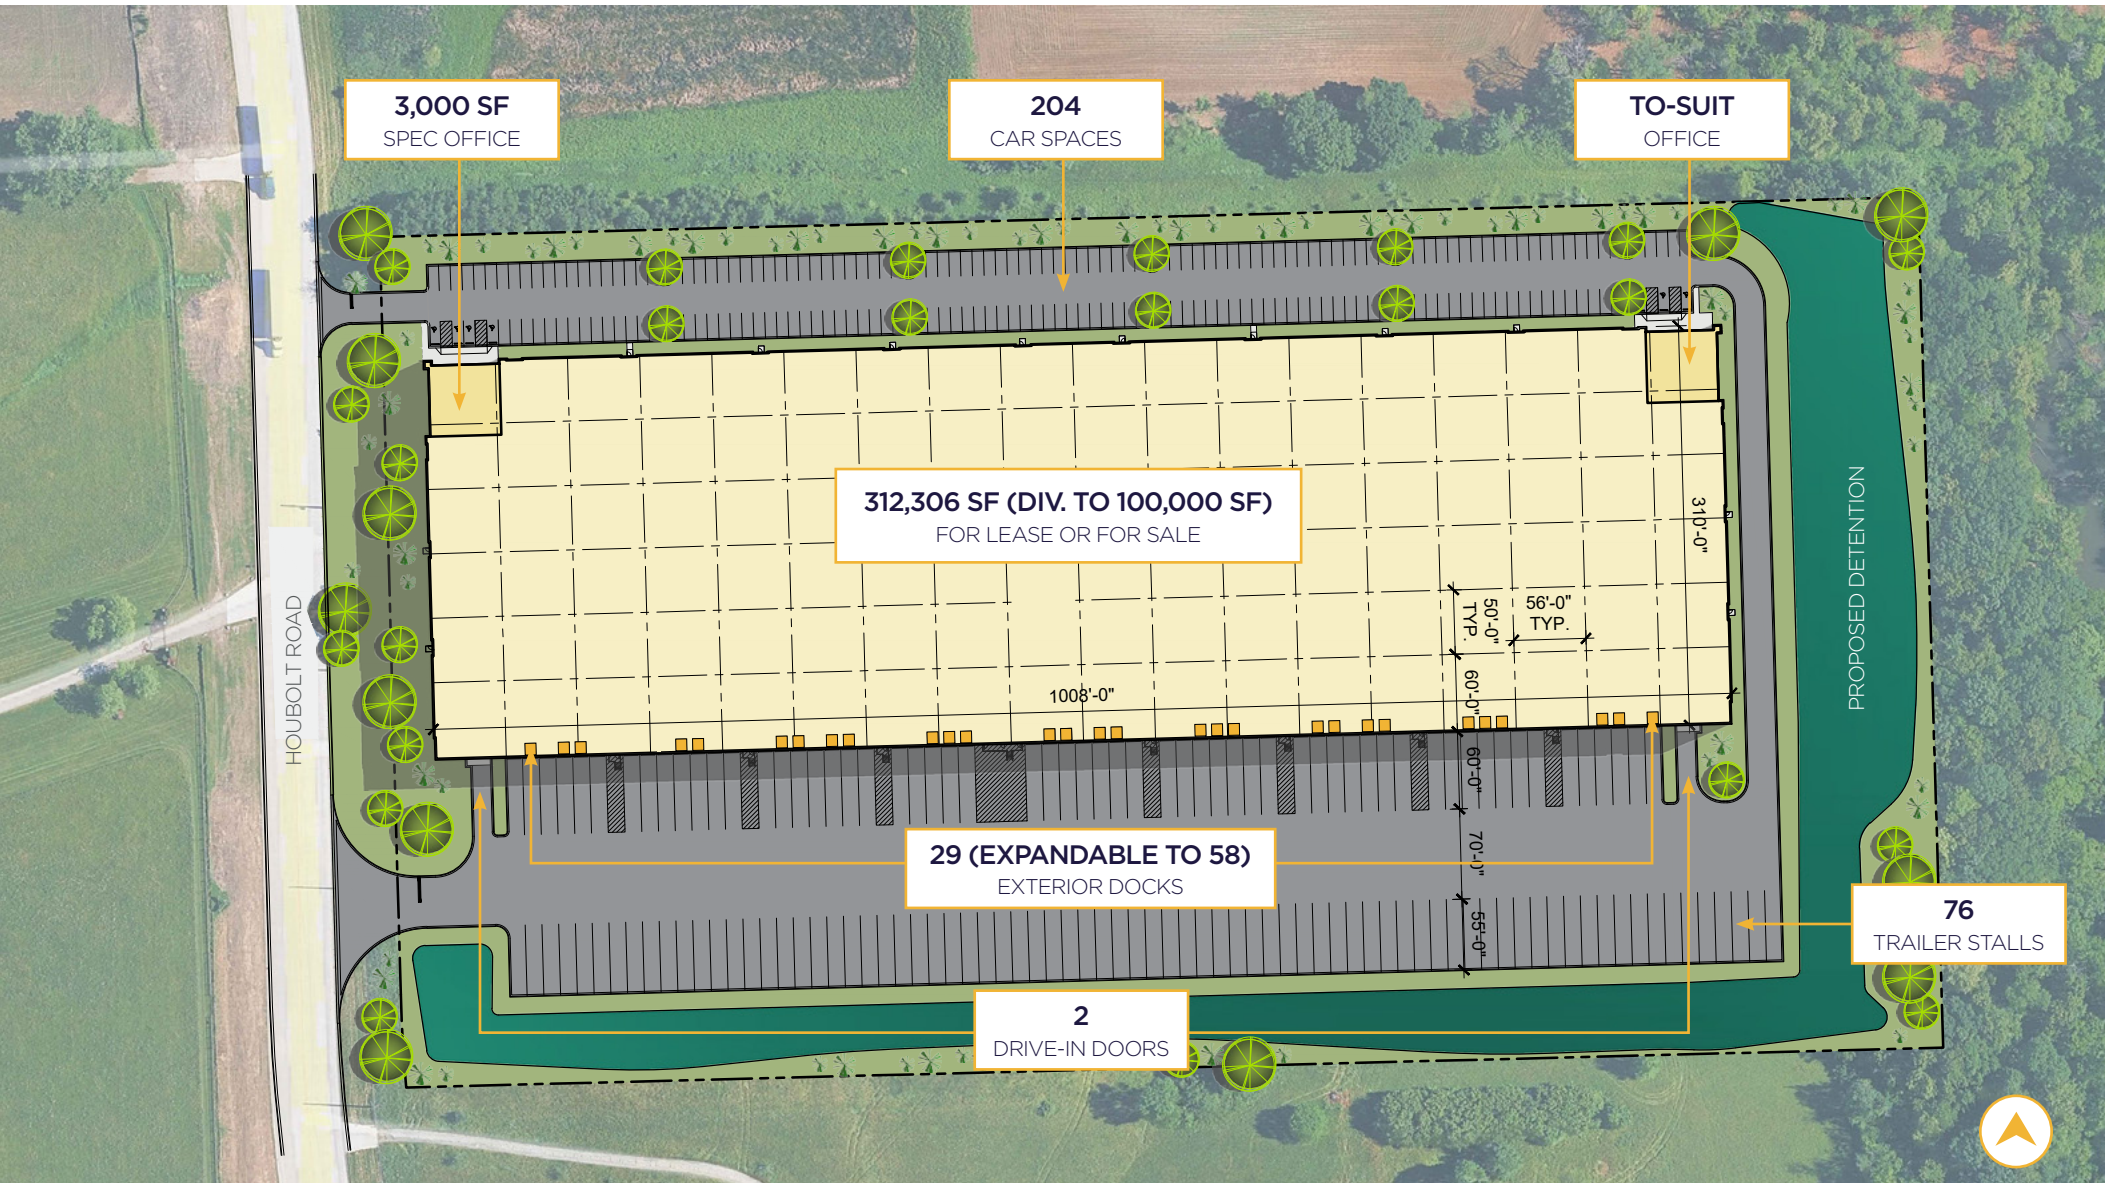 3,000 SF
SPEC OFFICE
204
CAR SPACES
TO-SUIT
OFFICE
312,306 SF (DIV. TO 100,000 SF)
FOR LEASE OR FOR SALE
310'-0"
50'-0"
TYP.
56'-0"
TYP.
60'-0"
1008'-0"
60'-0"
70'-0"
55'-0"
HOUBOLT ROAD
PROPOSED DETENTION
29 (EXPANDABLE TO 58)
EXTERIOR DOCKS
76
TRAILER STALLS
2
DRIVE-IN DOORS